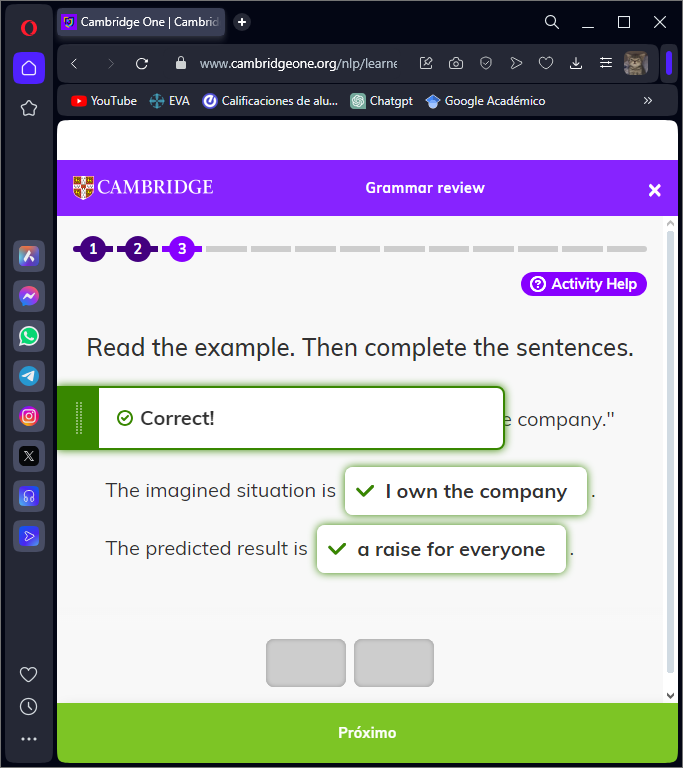 Cambridge One | Cambrid
www.cambridgeone.org/nlp/learne
YouTube EVA Calificaciones de alu... Chatgpt Google Académico »
CAMBRIDGE Grammar review
1 2 3
Activity Help
Read the example. Then complete the sentences.
Correct! e company."
The imagined situation is I own the company .
The predicted result is a raise for everyone .
Próximo